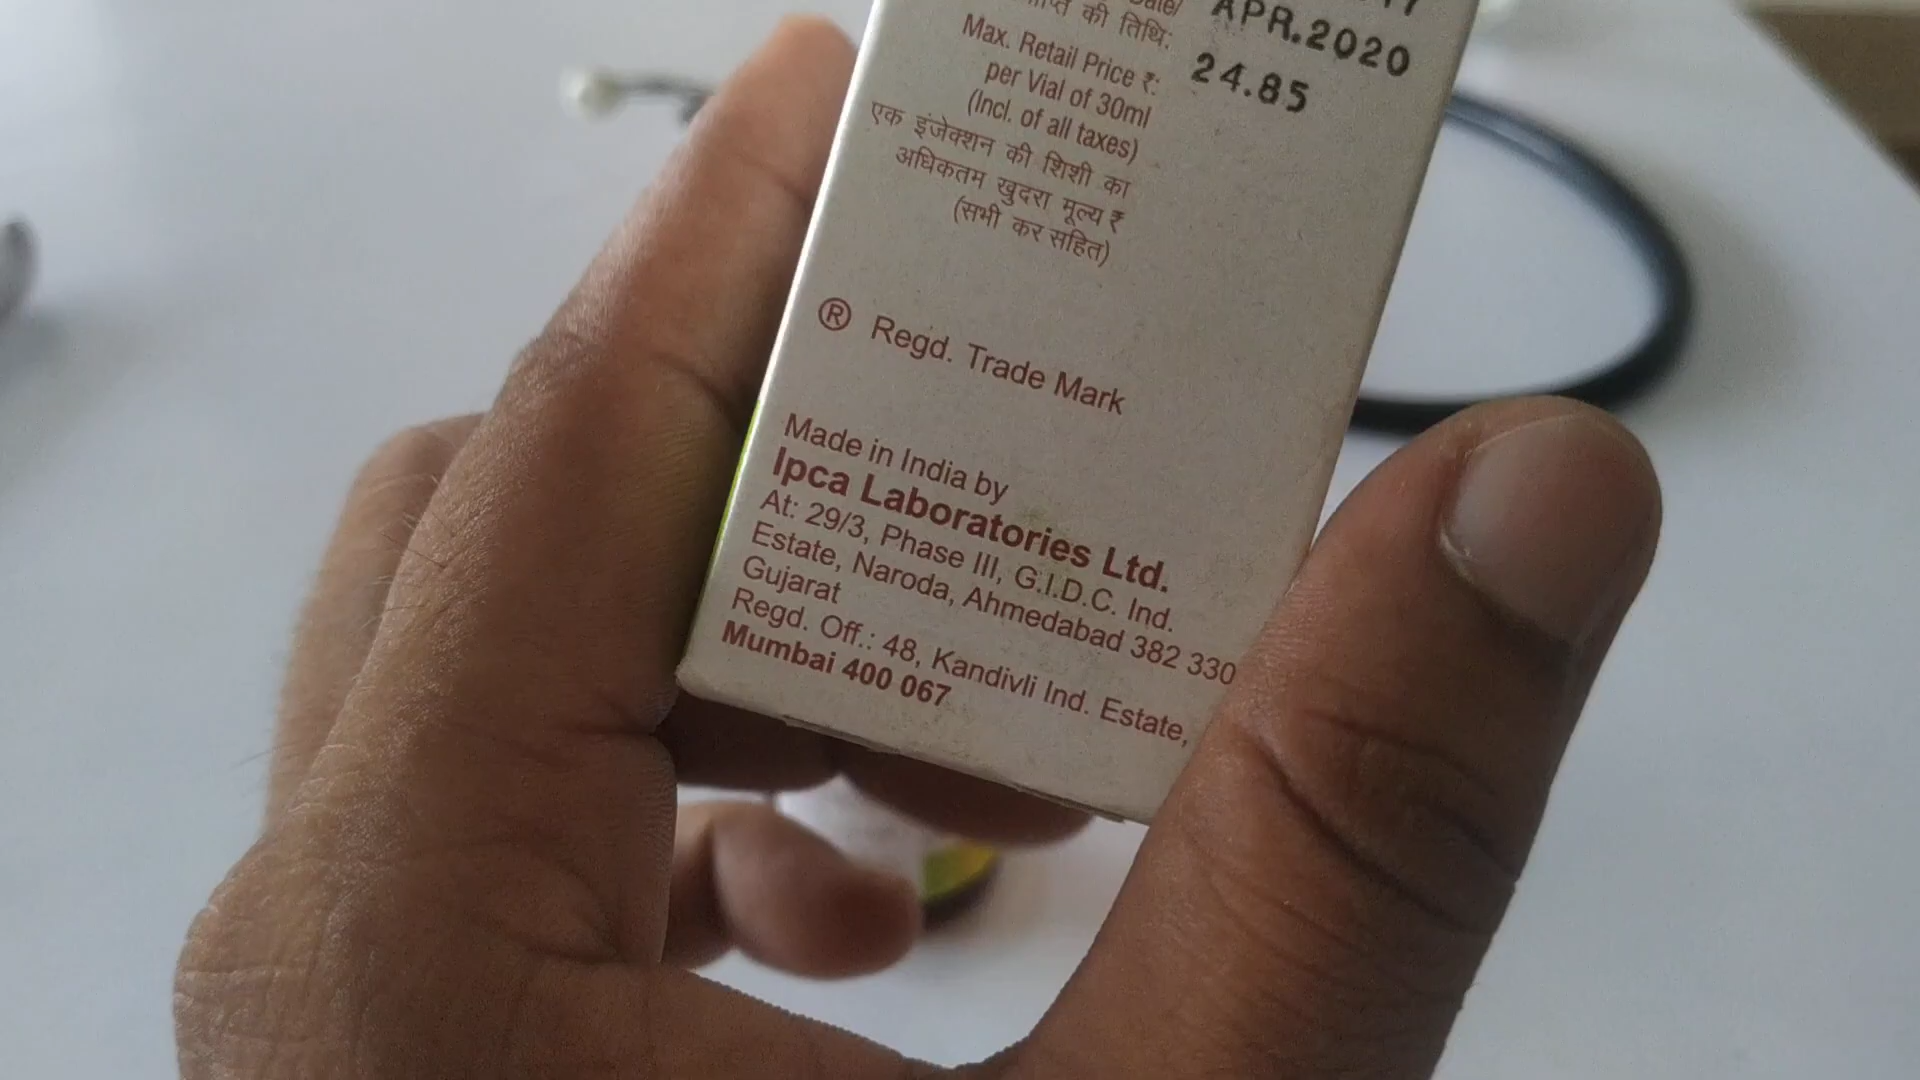 Date/
की तिथि:
APR.2020
Max. Retail Price ₹: 24.85
per Vial of 30ml
(Incl. of all taxes)
एक इंजेक्शन की शिशी का
अधिकतम खुदरा मूल्य ₹
(सभी कर सहित)
® Regd. Trade Mark
Made in India by
Ipca Laboratories Ltd.
At: 29/3, Phase III, G.I.D.C. Ind.
Estate, Naroda, Ahmedabad 382 330
Gujarat
Regd. Off.: 48, Kandivli Ind. Estate,
Mumbai 400 067